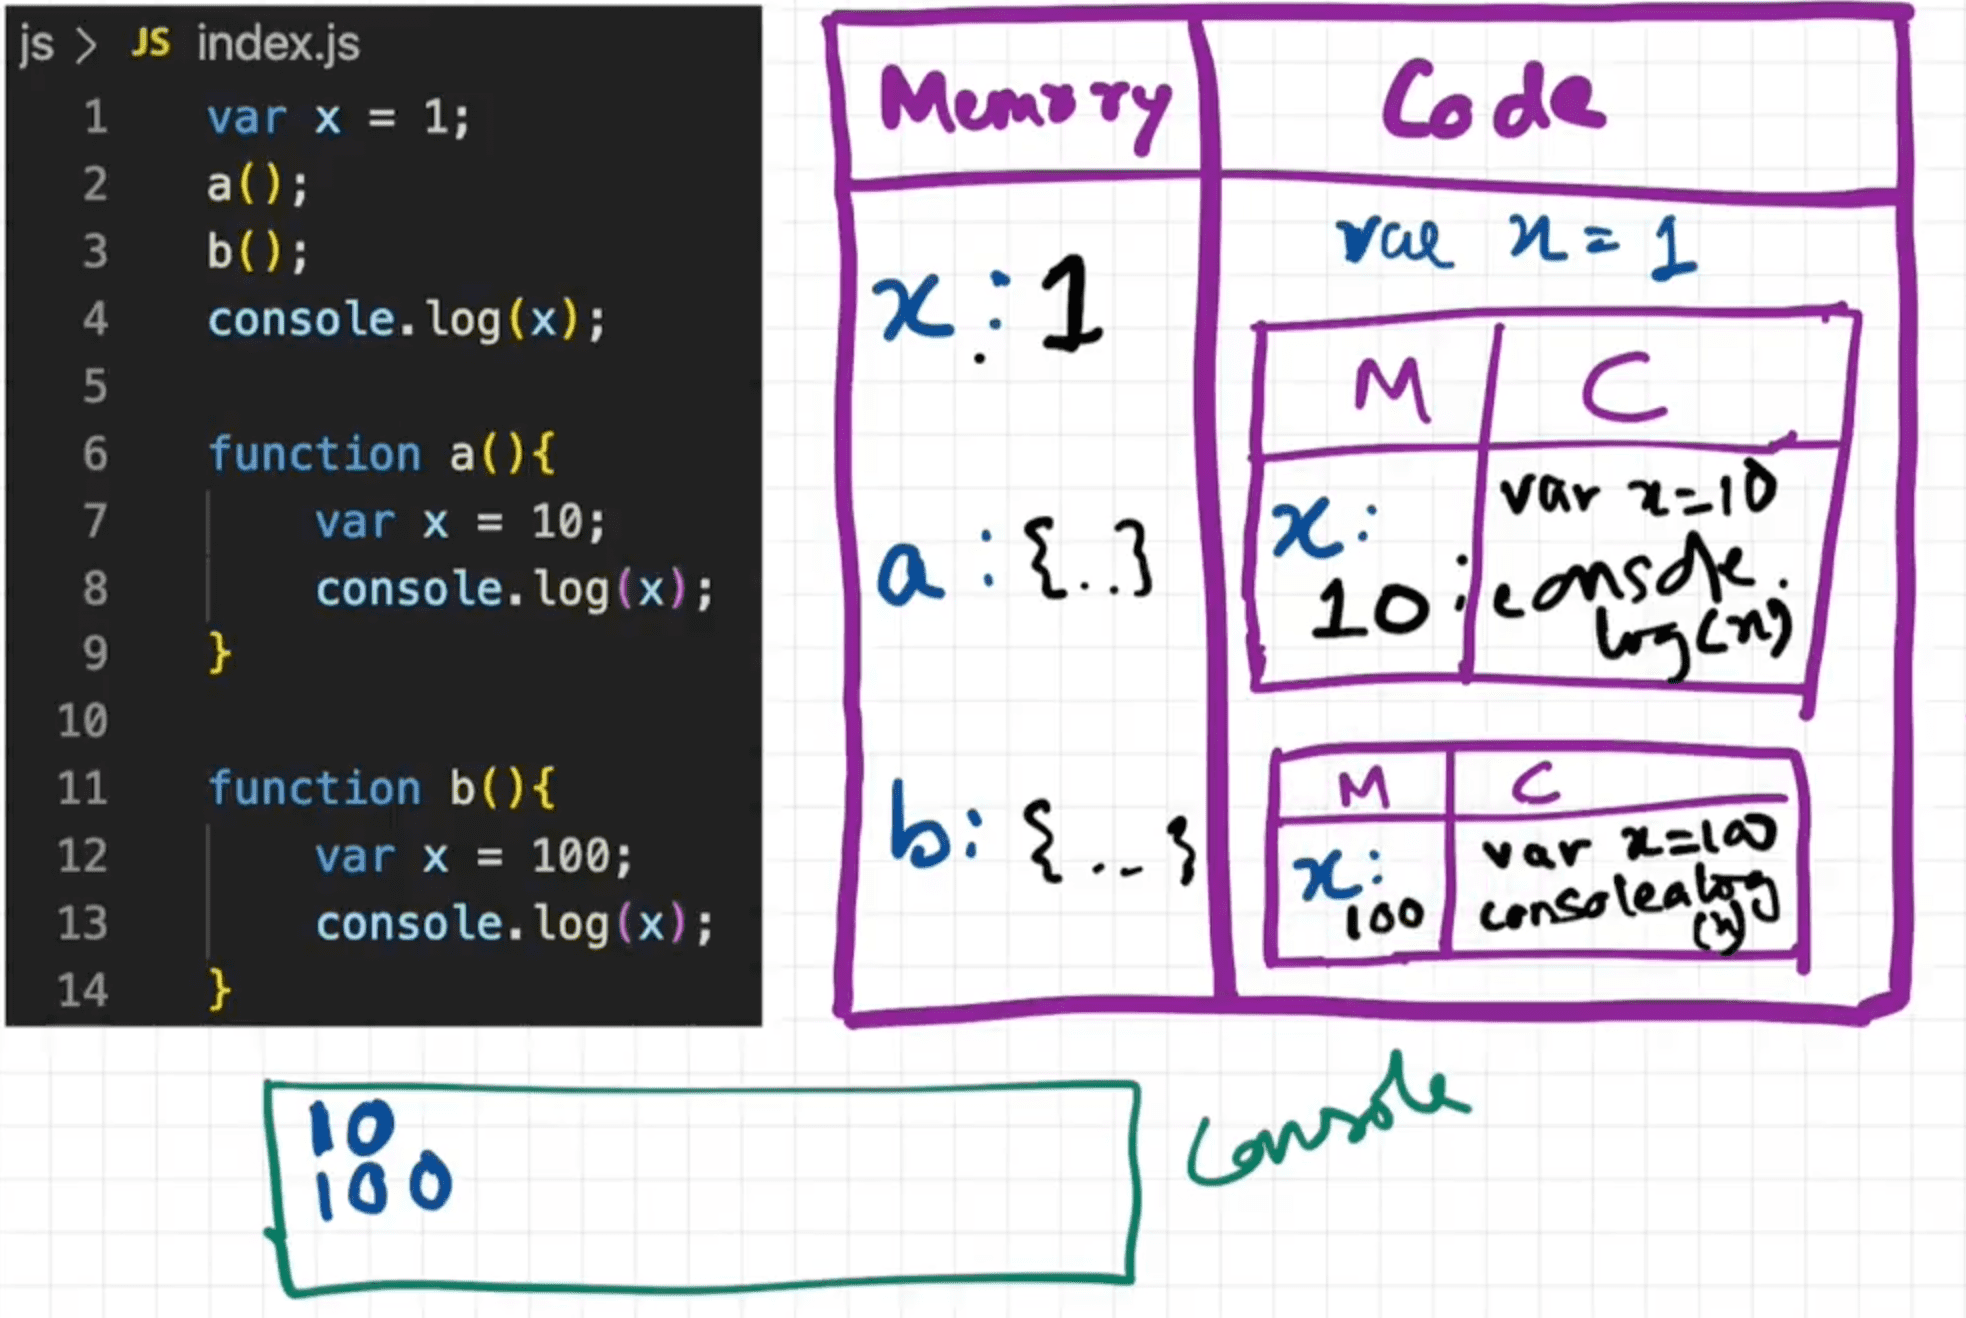 js > JS index.js
1 var x = 1;
2 a();
3 b();
4 console.log(x);
5
6 function a(){
7 var x = 10;
8 console.log(x);
9 }
10
11 function b(){
12 var x = 100;
13 console.log(x);
14 }
Memory Code
x : 1
a : {..}
b: {...}
var x = 1
M C
x:
10
var x=10
console.
log(x)
M C
x:
100
var x=100
console.log
(x)
10
100
Console